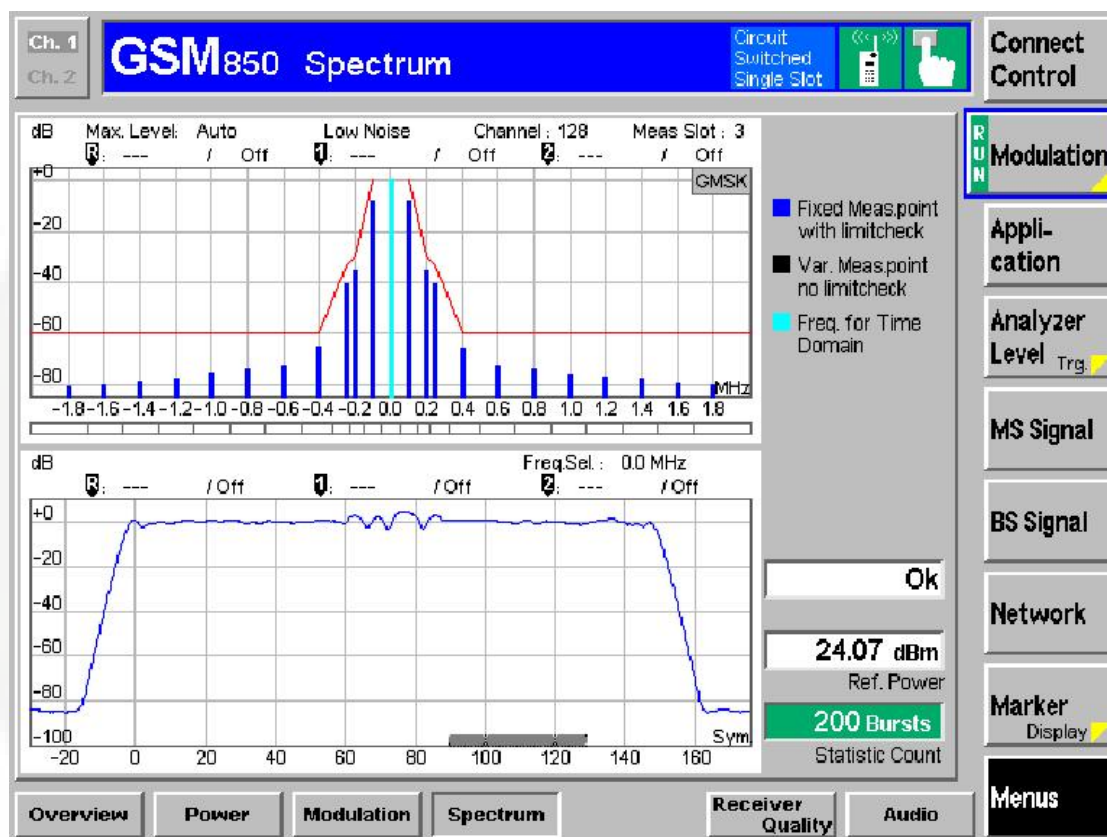 Ch. 1
Ch. 2
GSM850 Spectrum
Circuit
Switched
Single Slot
Connect
Control
dB Max. Level: Auto Low Noise Channel : 128 Meas Slot : 3
R: --- / Off 1: --- / Off 2: --- / Off
+0
GMSK
-20
-40
-60
-80
MHz
-1.8 -1.6 -1.4 -1.2 -1.0 -0.8 -0.6 -0.4 -0.2 0.0 0.2 0.4 0.6 0.8 1.0 1.2 1.4 1.6 1.8
Fixed Meas.point
with limitcheck
Var. Meas.point
no limitcheck
Freq. for Time
Domain
dB Freq.Sel. : 0.0 MHz
R: --- / Off 1: --- / Off 2: --- / Off
+0
-20
-40
-60
-80
-100
Sym
-20 0 20 40 60 80 100 120 140 160
Ok
24.07 dBm
Ref. Power
200 Bursts
Statistic Count
RUN
Modulation
Appli-
cation
Analyzer
Level Trg.
MS Signal
BS Signal
Network
Marker
Display
Menus
Overview Power Modulation Spectrum Receiver
Quality Audio